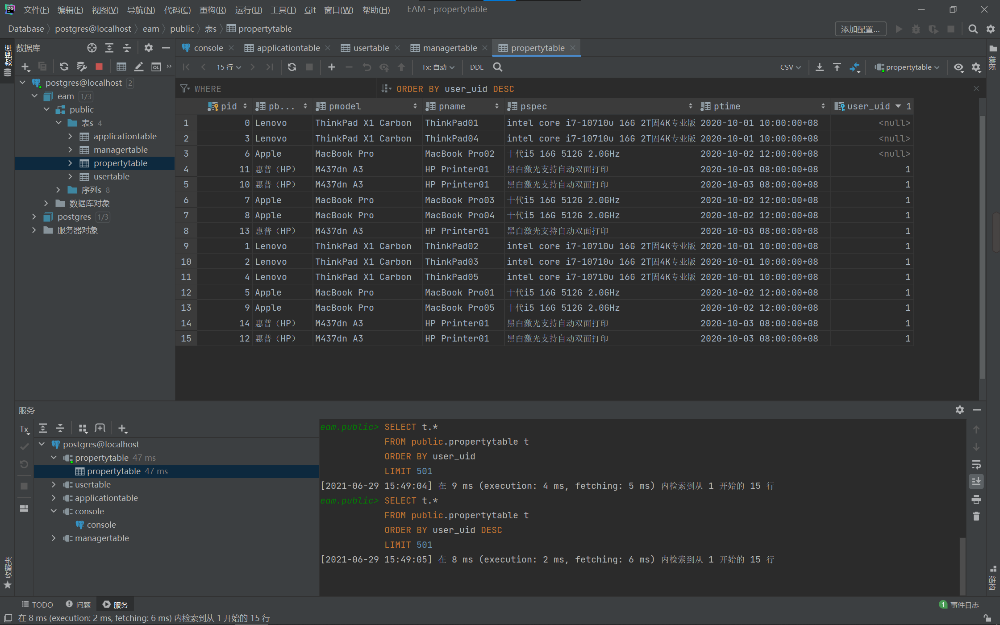 文件(F) 编辑(E) 视图(V) 导航(N) 代码(C) 重构(R) 运行(U) 工具(T) Git 窗口(W) 帮助(H) EAM - propertytable
Database postgres@localhost eam public 表s propertytable 添加配置...
数据库
数据库
console applicationtable usertable managertable propertytable
15 行 Tx: 自动 DDL CSV propertytable
WHERE ORDER BY user_uid DESC
postgres@localhost 2
eam 1/3
public
表s 4
applicationtable
managertable
propertytable
usertable
序列s 8
数据库对象
postgres 1/3
服务器对象
pid pb... pmodel pname pspec ptime user_uid 1
1 0 Lenovo ThinkPad X1 Carbon ThinkPad01 intel core i7-10710u 16G 2T固4K专业版 2020-10-01 10:00:00+08 <null>
2 3 Lenovo ThinkPad X1 Carbon ThinkPad04 intel core i7-10710u 16G 2T固4K专业版 2020-10-01 10:00:00+08 <null>
3 6 Apple MacBook Pro MacBook Pro02 十代i5 16G 512G 2.0GHz 2020-10-02 12:00:00+08 <null>
4 11 惠普（HP） M437dn A3 HP Printer01 黑白激光支持自动双面打印 2020-10-03 08:00:00+08 1
5 10 惠普（HP） M437dn A3 HP Printer01 黑白激光支持自动双面打印 2020-10-03 08:00:00+08 1
6 7 Apple MacBook Pro MacBook Pro03 十代i5 16G 512G 2.0GHz 2020-10-02 12:00:00+08 1
7 8 Apple MacBook Pro MacBook Pro04 十代i5 16G 512G 2.0GHz 2020-10-02 12:00:00+08 1
8 13 惠普（HP） M437dn A3 HP Printer01 黑白激光支持自动双面打印 2020-10-03 08:00:00+08 1
9 1 Lenovo ThinkPad X1 Carbon ThinkPad02 intel core i7-10710u 16G 2T固4K专业版 2020-10-01 10:00:00+08 1
10 2 Lenovo ThinkPad X1 Carbon ThinkPad03 intel core i7-10710u 16G 2T固4K专业版 2020-10-01 10:00:00+08 1
11 4 Lenovo ThinkPad X1 Carbon ThinkPad05 intel core i7-10710u 16G 2T固4K专业版 2020-10-01 10:00:00+08 1
12 5 Apple MacBook Pro MacBook Pro01 十代i5 16G 512G 2.0GHz 2020-10-02 12:00:00+08 1
13 9 Apple MacBook Pro MacBook Pro05 十代i5 16G 512G 2.0GHz 2020-10-02 12:00:00+08 1
14 14 惠普（HP） M437dn A3 HP Printer01 黑白激光支持自动双面打印 2020-10-03 08:00:00+08 1
15 12 惠普（HP） M437dn A3 HP Printer01 黑白激光支持自动双面打印 2020-10-03 08:00:00+08 1
模板
服务
Tx
postgres@localhost
propertytable 47 ms
propertytable 47 ms
usertable
applicationtable
console
console
managertable
eam.public> SELECT t.*
FROM public.propertytable t
ORDER BY user_uid
LIMIT 501
[2021-06-29 15:49:04] 在 9 ms (execution: 4 ms, fetching: 5 ms) 内检索到从 1 开始的 15 行
eam.public> SELECT t.*
FROM public.propertytable t
ORDER BY user_uid DESC
LIMIT 501
[2021-06-29 15:49:05] 在 8 ms (execution: 2 ms, fetching: 6 ms) 内检索到从 1 开始的 15 行
收藏夹
结构
TODO 问题 服务 1 事件日志
在 8 ms (execution: 2 ms, fetching: 6 ms) 内检索到从 1 开始的 15 行